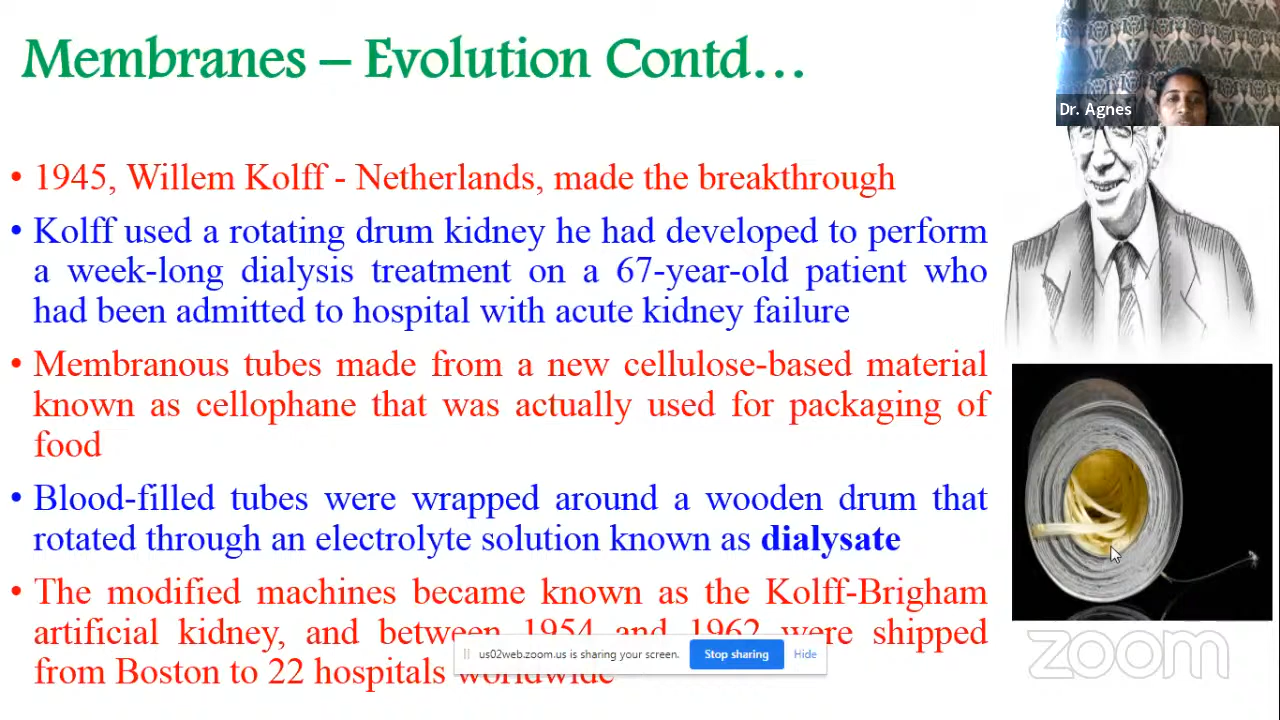 Membranes – Evolution Contd...
Dr. Agnes
• 1945, Willem Kolff - Netherlands, made the breakthrough
• Kolff used a rotating drum kidney he had developed to perform
a week-long dialysis treatment on a 67-year-old patient who
had been admitted to hospital with acute kidney failure
• Membranous tubes made from a new cellulose-based material
known as cellophane that was actually used for packaging of
food
• Blood-filled tubes were wrapped around a wooden drum that
rotated through an electrolyte solution known as dialysate
• The modified machines became known as the Kolff-Brigham
artificial kidney, and between 1954 and 1962 were shipped
from Boston to 22 hospitals worldwide
us02web.zoom.us is sharing your screen.
Stop sharing
Hide
zoom